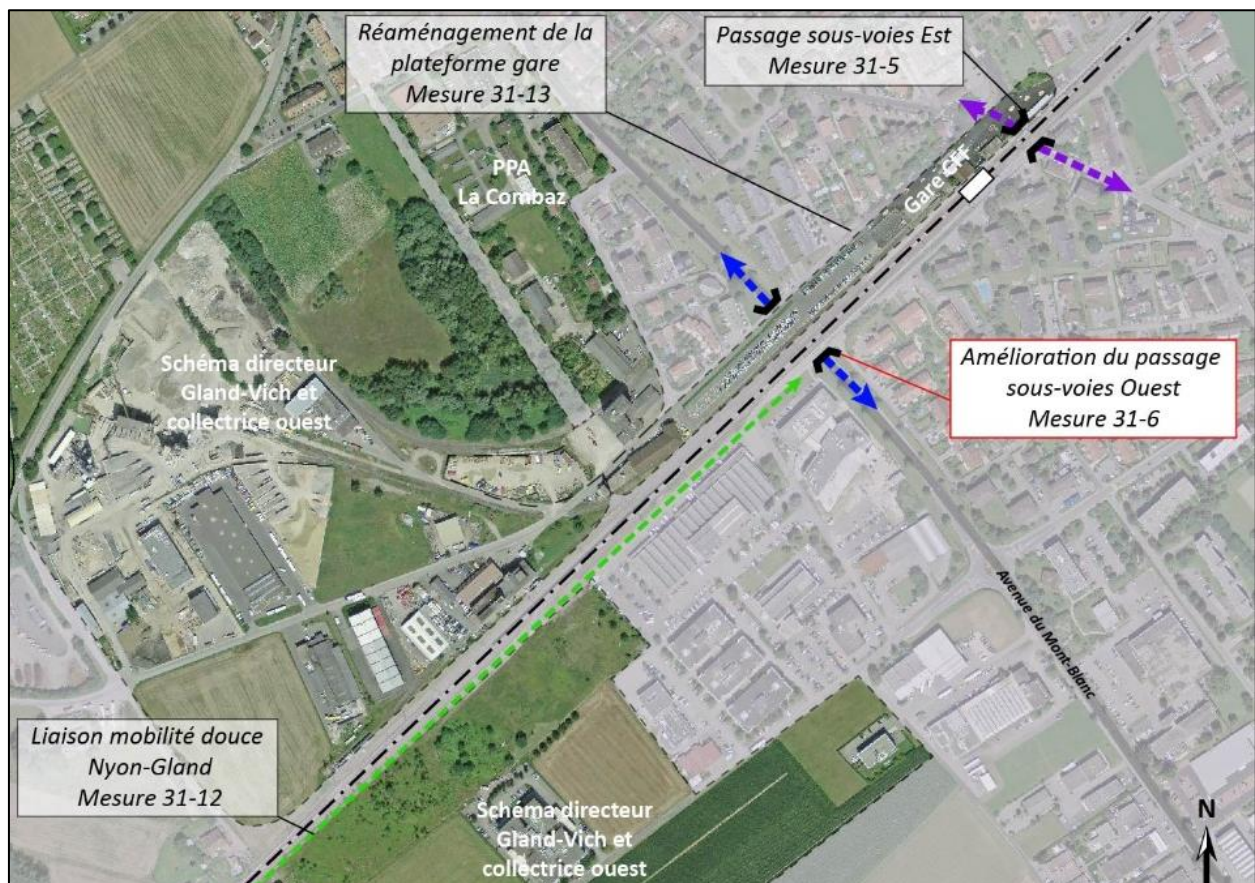 Réaménagement de la
plateforme gare
Mesure 31-13
Passage sous-voies Est
Mesure 31-5
PPA
La Combaz
Gare CFF
Schéma directeur
Gland-Vich et
collectrice ouest
Amélioration du passage
sous-voies Ouest
Mesure 31-6
Avenue du Mont-Blanc
Liaison mobilité douce
Nyon-Gland
Mesure 31-12
Schéma directeur
Gland-Vich et
collectrice ouest
N